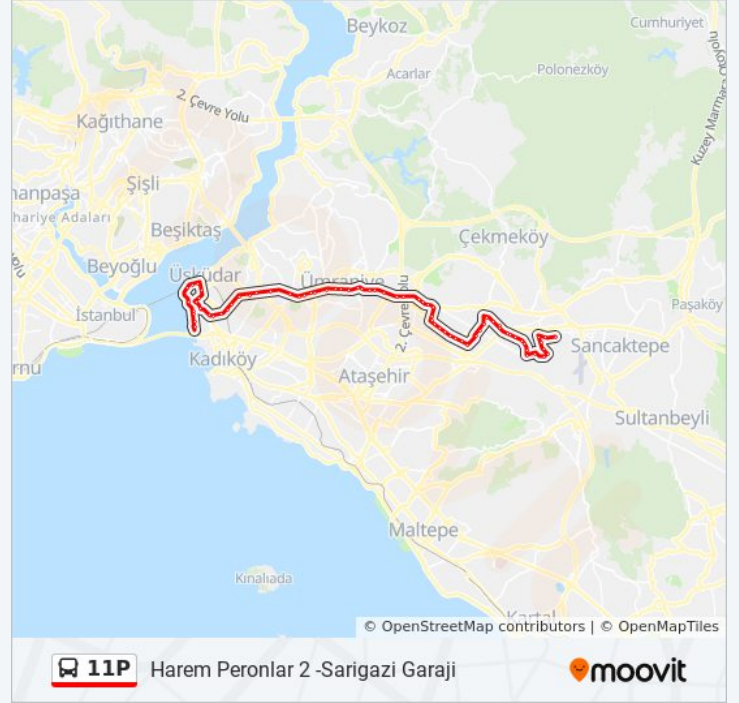 Beykoz
Cumhuriyet
Acarlar
Polonezköy
2. Çevre Yolu
Kağıthane
Kuzey Marmara Otoyolu
Şişli
nanpaşa
hariye Adaları
Beşiktaş
Çekmeköy
Beyoğlu
Üsküdar
Ümraniye
2. Çevre Yolu
Paşaköy
İstanbul
Sancaktepe
Kadıköy
rnu
Ataşehir
Sultanbeyli
Maltepe
Kınalıada
Kartal
© OpenStreetMap contributors | © OpenMapTiles
11P Harem Peronlar 2 -Sarigazi Garaji
moovit